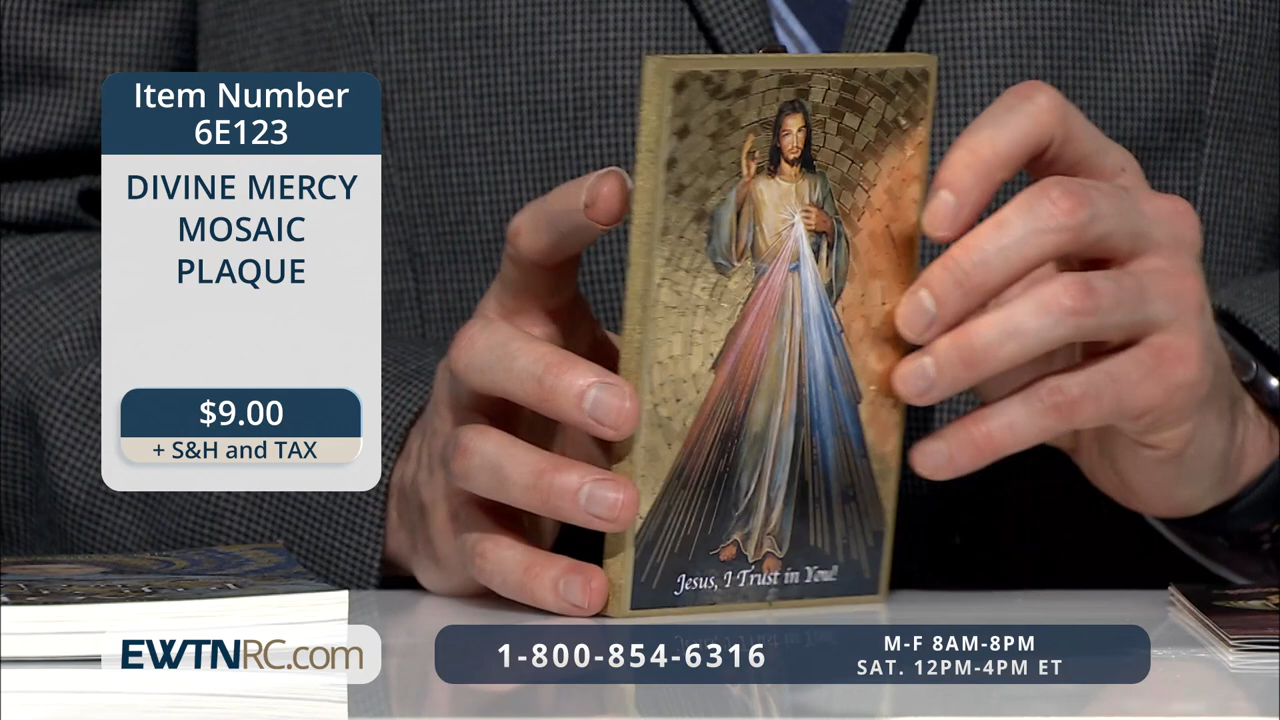 Item Number
6E123
DIVINE MERCY
MOSAIC
PLAQUE
$9.00
+ S&H and TAX
Jesus, I Trust in You!
EWTNRC.com
1-800-854-6316
M-F 8AM-8PM
SAT. 12PM-4PM ET